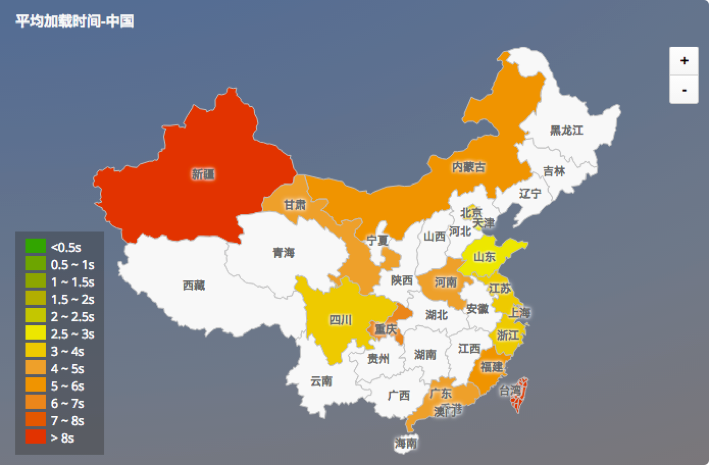 平均加载时间-中国
+
-
黑龙江
内蒙古
吉林
新疆
辽宁
甘肃
北京
天津
宁夏
山西
河北
青海
山东
西藏
陕西
河南
江苏
安徽
上海
四川
湖北
重庆
浙江
江西
湖南
贵州
福建
云南
广西
广东
台湾
香港
澳门
海南
<0.5s
0.5 ~ 1s
1 ~ 1.5s
1.5 ~ 2s
2 ~ 2.5s
2.5 ~ 3s
3 ~ 4s
4 ~ 5s
5 ~ 6s
6 ~ 7s
7 ~ 8s
> 8s